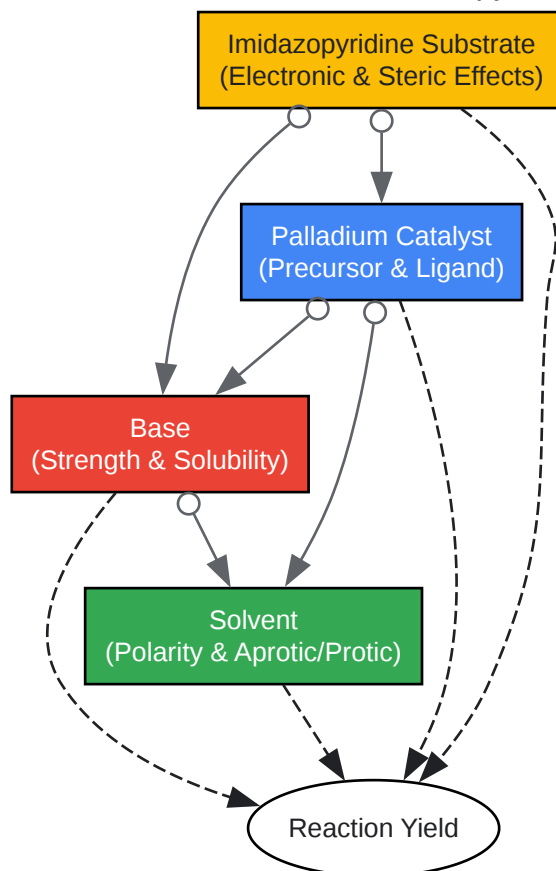 Imidazopyridine Substrate
(Electronic & Steric Effects)
Palladium Catalyst
(Precursor & Ligand)
Base
(Strength & Solubility)
Solvent
(Polarity & Aprotic/Protic)
Reaction Yield